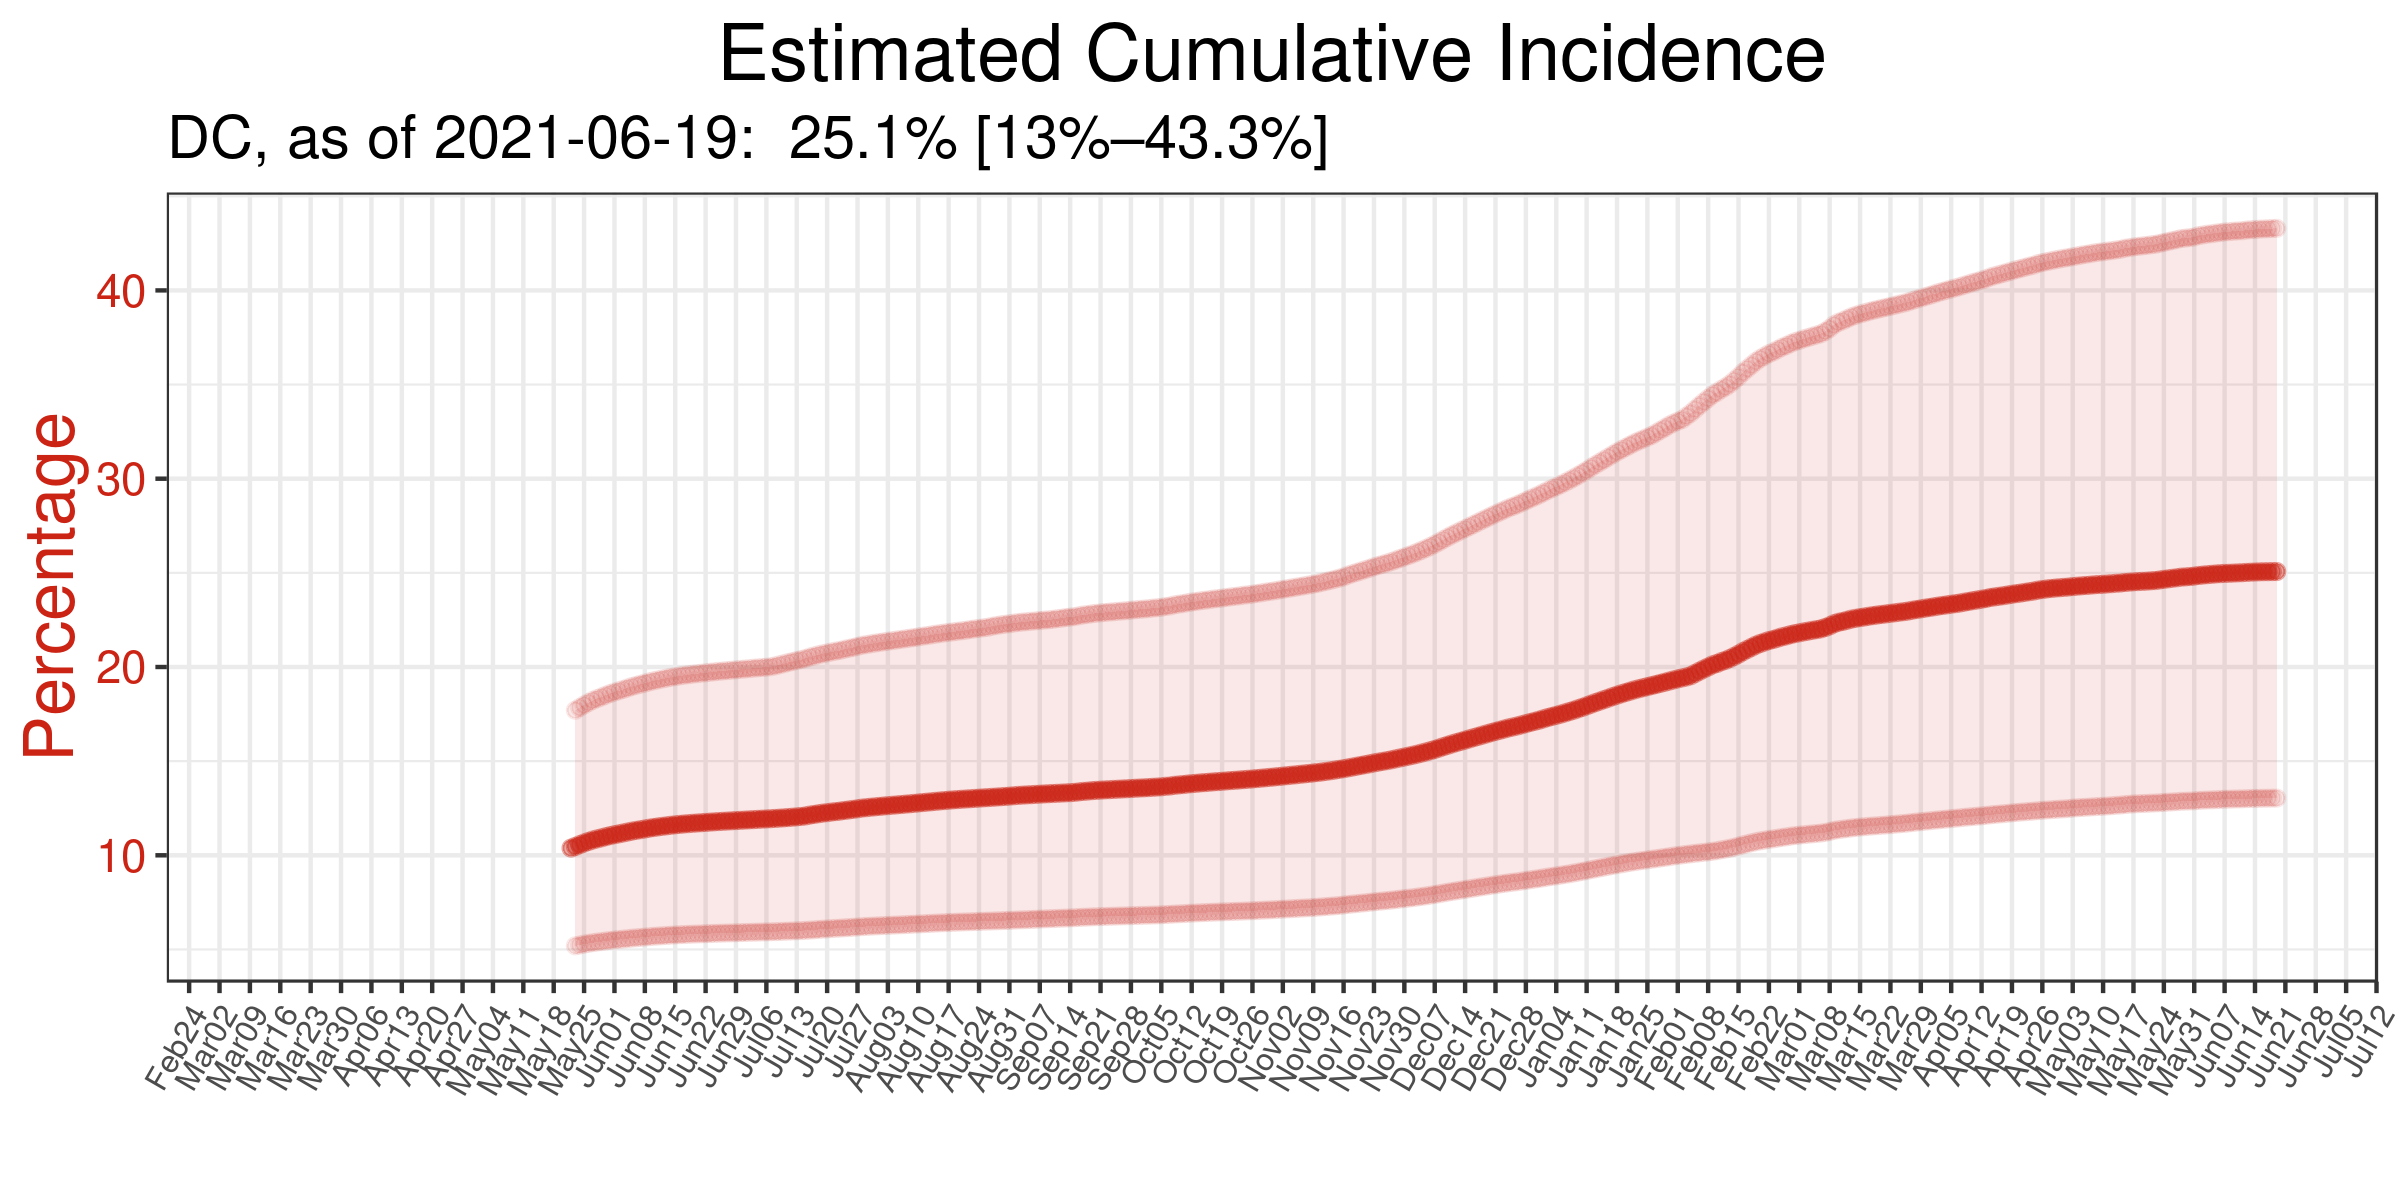 Estimated Cumulative Incidence
DC, as of 2021-06-19:  25.1% [13%–43.3%]
Percentage
40
30
20
10
Feb24
Mar02
Mar09
Mar16
Mar23
Mar30
Apr06
Apr13
Apr20
Apr27
May04
May11
May18
May25
Jun01
Jun08
Jun15
Jun22
Jun29
Jul06
Jul13
Jul20
Jul27
Aug03
Aug10
Aug17
Aug24
Aug31
Sep07
Sep14
Sep21
Sep28
Oct05
Oct12
Oct19
Oct26
Nov02
Nov09
Nov16
Nov23
Nov30
Dec07
Dec14
Dec21
Dec28
Jan04
Jan11
Jan18
Jan25
Feb01
Feb08
Feb15
Feb22
Mar01
Mar08
Mar15
Mar22
Mar29
Apr05
Apr12
Apr19
Apr26
May03
May10
May17
May24
May31
Jun07
Jun14
Jun21
Jun28
Jul05
Jul12